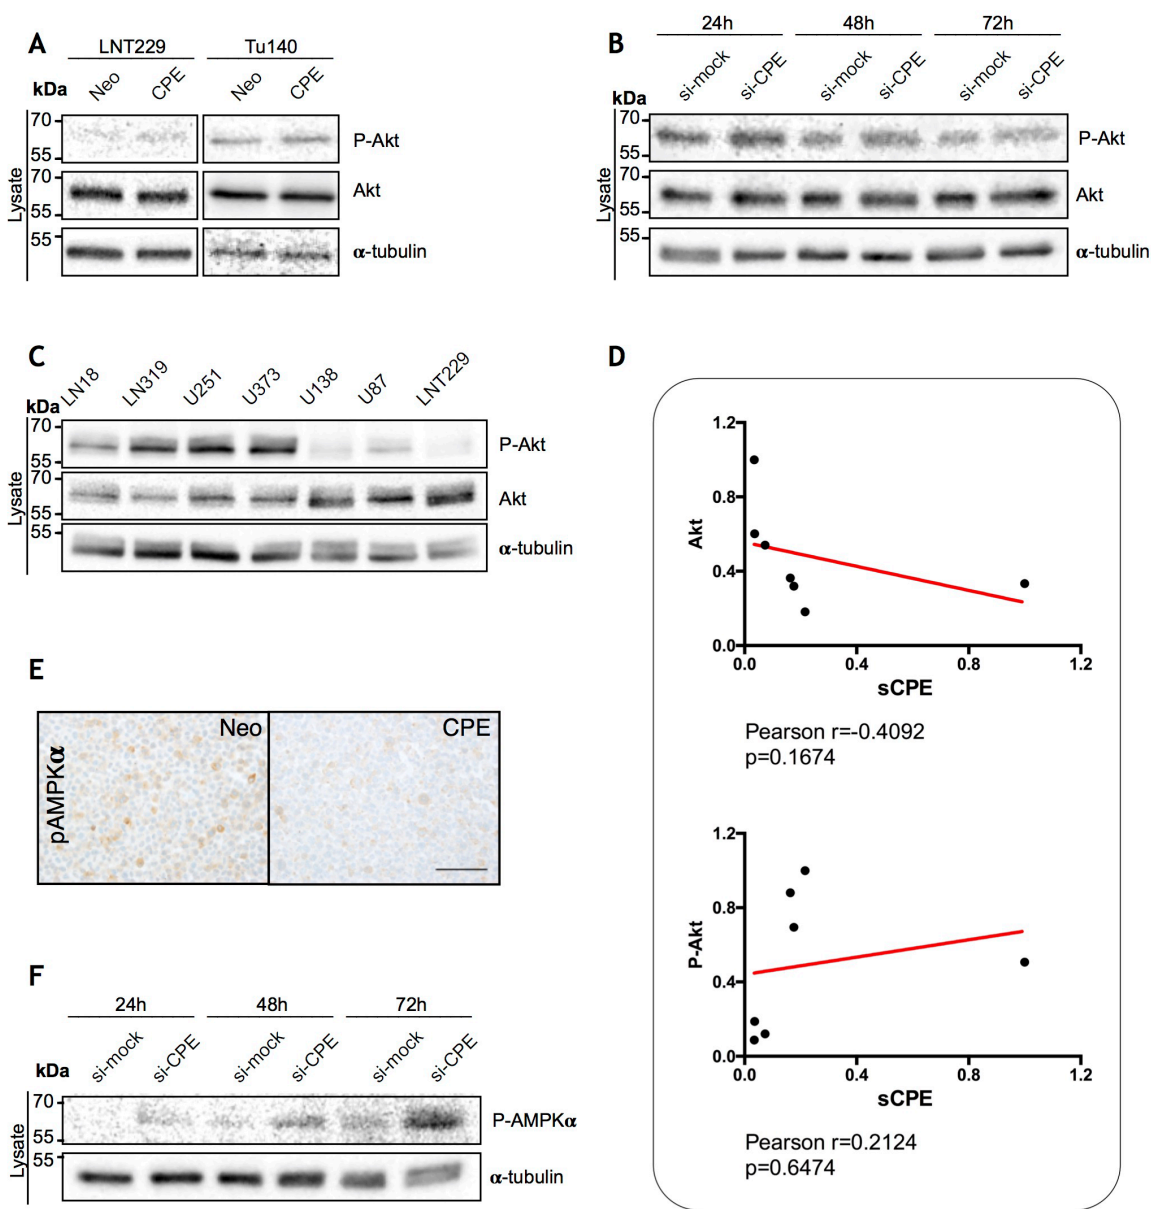 A
LNT229 Tu140
kDa Neo CPE Neo CPE
70
55
P-Akt
70
55
Akt
55
α-tubulin
Lysate
B
24h 48h 72h
kDa si-mock si-CPE si-mock si-CPE si-mock si-CPE
70
55
P-Akt
70
55
Akt
55
α-tubulin
Lysate
C
kDa LN18 LN319 U251 U373 U138 U87 LNT229
70
55
P-Akt
70
55
Akt
55
α-tubulin
Lysate
D
1.2
0.8
0.4
0.0
Akt
0.0 0.4 0.8 1.2
sCPE
Pearson r=-0.4092
p=0.1674
1.2
0.8
0.4
0.0
P-Akt
0.0 0.4 0.8 1.2
sCPE
Pearson r=0.2124
p=0.6474
E
pAMPKα
Neo CPE
F
24h 48h 72h
kDa si-mock si-CPE si-mock si-CPE si-mock si-CPE
70
55
P-AMPKα
55
α-tubulin
Lysate